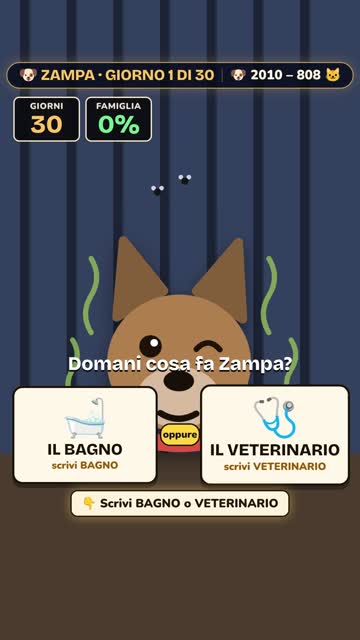 🐶 ZAMPA • GIORNO 1 DI 30 | 🐶 2010 – 808 🐱
GIORNI
30
FAMIGLIA
0%
Domani cosa fa Zampa?
IL BAGNO
scrivi BAGNO
oppure
IL VETERINARIO
scrivi VETERINARIO
👇 Scrivi BAGNO o VETERINARIO